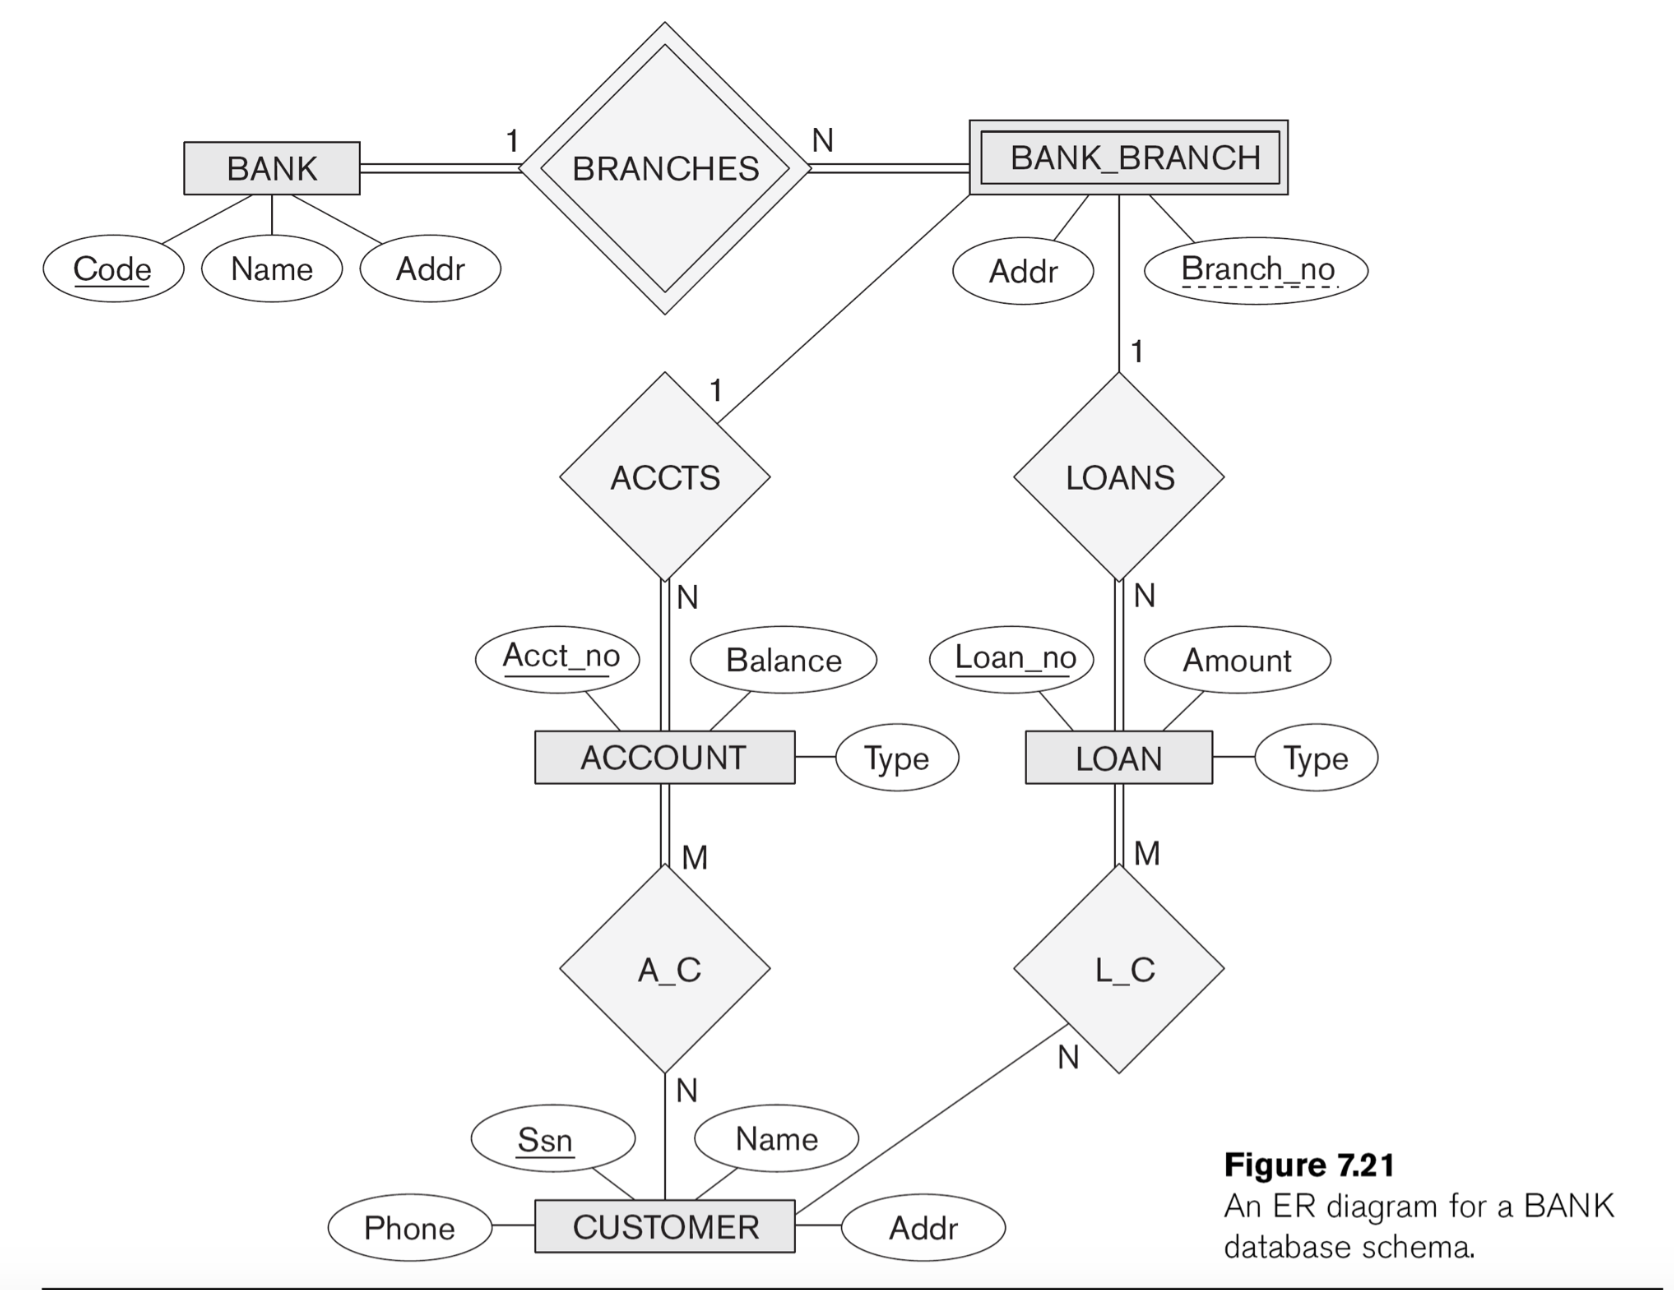 1
N
BANK
BRANCHES
BANK_BRANCH
Code
Name
Addr
Addr
Branch_no
1
1
ACCTS
LOANS
N
N
Acct_no
Balance
Loan_no
Amount
ACCOUNT
Type
LOAN
Type
M
M
A_C
L_C
N
N
Ssn
Name
Phone
CUSTOMER
Addr
Figure 7.21
An ER diagram for a BANK
database schema.